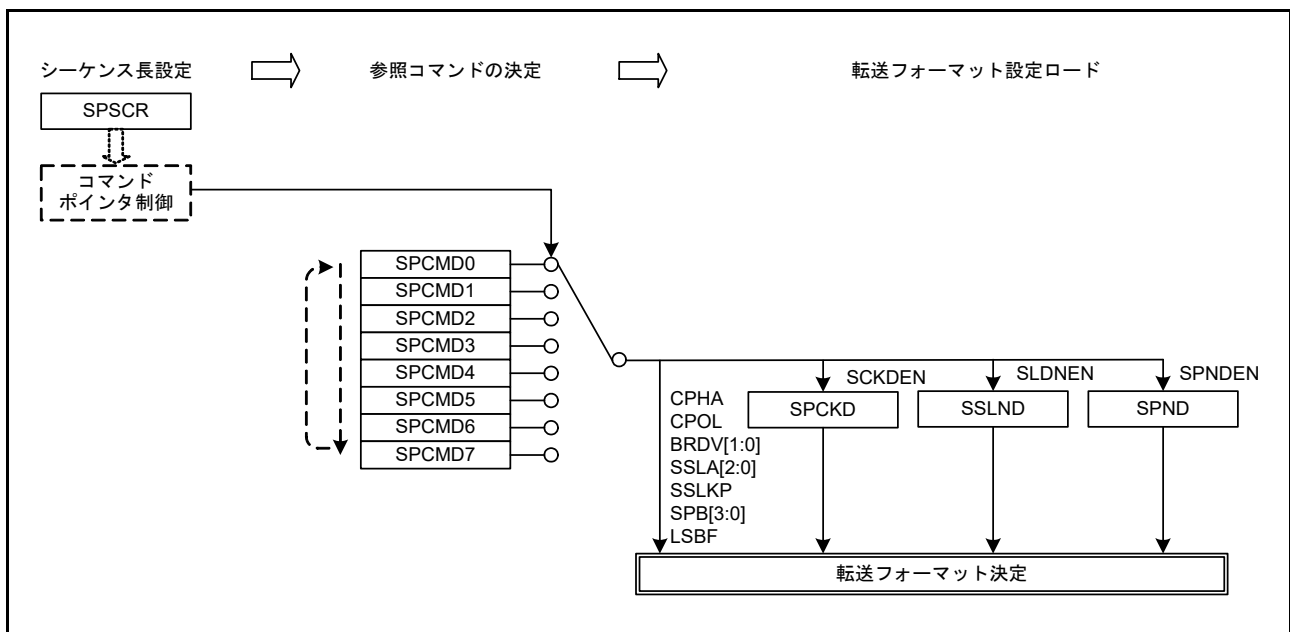 シーケンス長設定
参照コマンドの決定
転送フォーマット設定ロード
SPSCR
コマンド
ポインタ制御
SPCMD0
SPCMD1
SPCMD2
SPCMD3
SPCMD4
SPCMD5
SPCMD6
SPCMD7
CPHA
CPOL
BRDV[1:0]
SSLA[2:0]
SSLKP
SPB[3:0]
LSBF
SCKDEN
SPCKD
SLDNEN
SSLND
SPNDEN
SPND
転送フォーマット決定